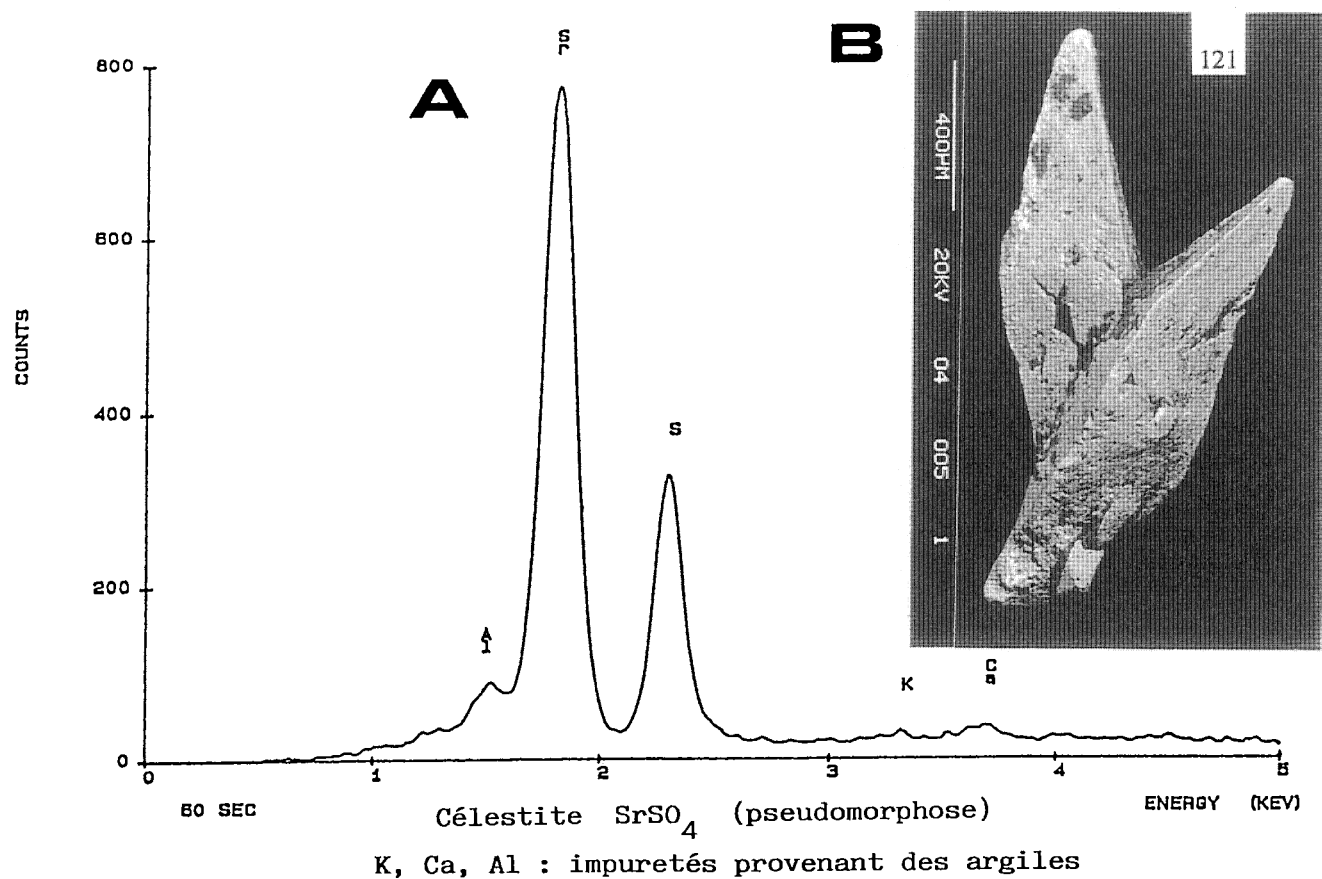 A
B
121
Sr
800
600
400
200
0
COUNTS
Al
S
K
Ca
0 1 2 3 4 5
60 SEC
ENERGY (KEV)
Célestite SrSO4 (pseudomorphose)
K, Ca, Al : impuretés provenant des argiles
400µM 20KV 04 005 1